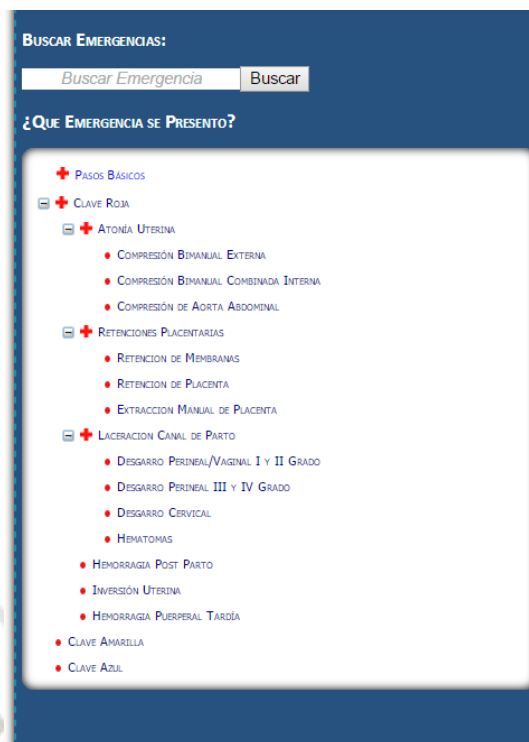 Buscar Emergencias:
Buscar Emergencia Buscar
¿Que Emergencia se Presento?
Pasos Básicos
Clave Roja
Atonía Uterina
Compresión Bimanual Externa
Compresión Bimanual Combinada Interna
Compresión de Aorta Abdominal
Retenciones Placentarias
Retencion de Membranas
Retencion de Placenta
Extraccion Manual de Placenta
Laceracion Canal de Parto
Desgarro Perineal/Vaginal I y II Grado
Desgarro Perineal III y IV Grado
Desgarro Cervical
Hematomas
Hemorragia Post Parto
Inversión Uterina
Hemorragia Puerperal Tardía
Clave Amarilla
Clave Azul